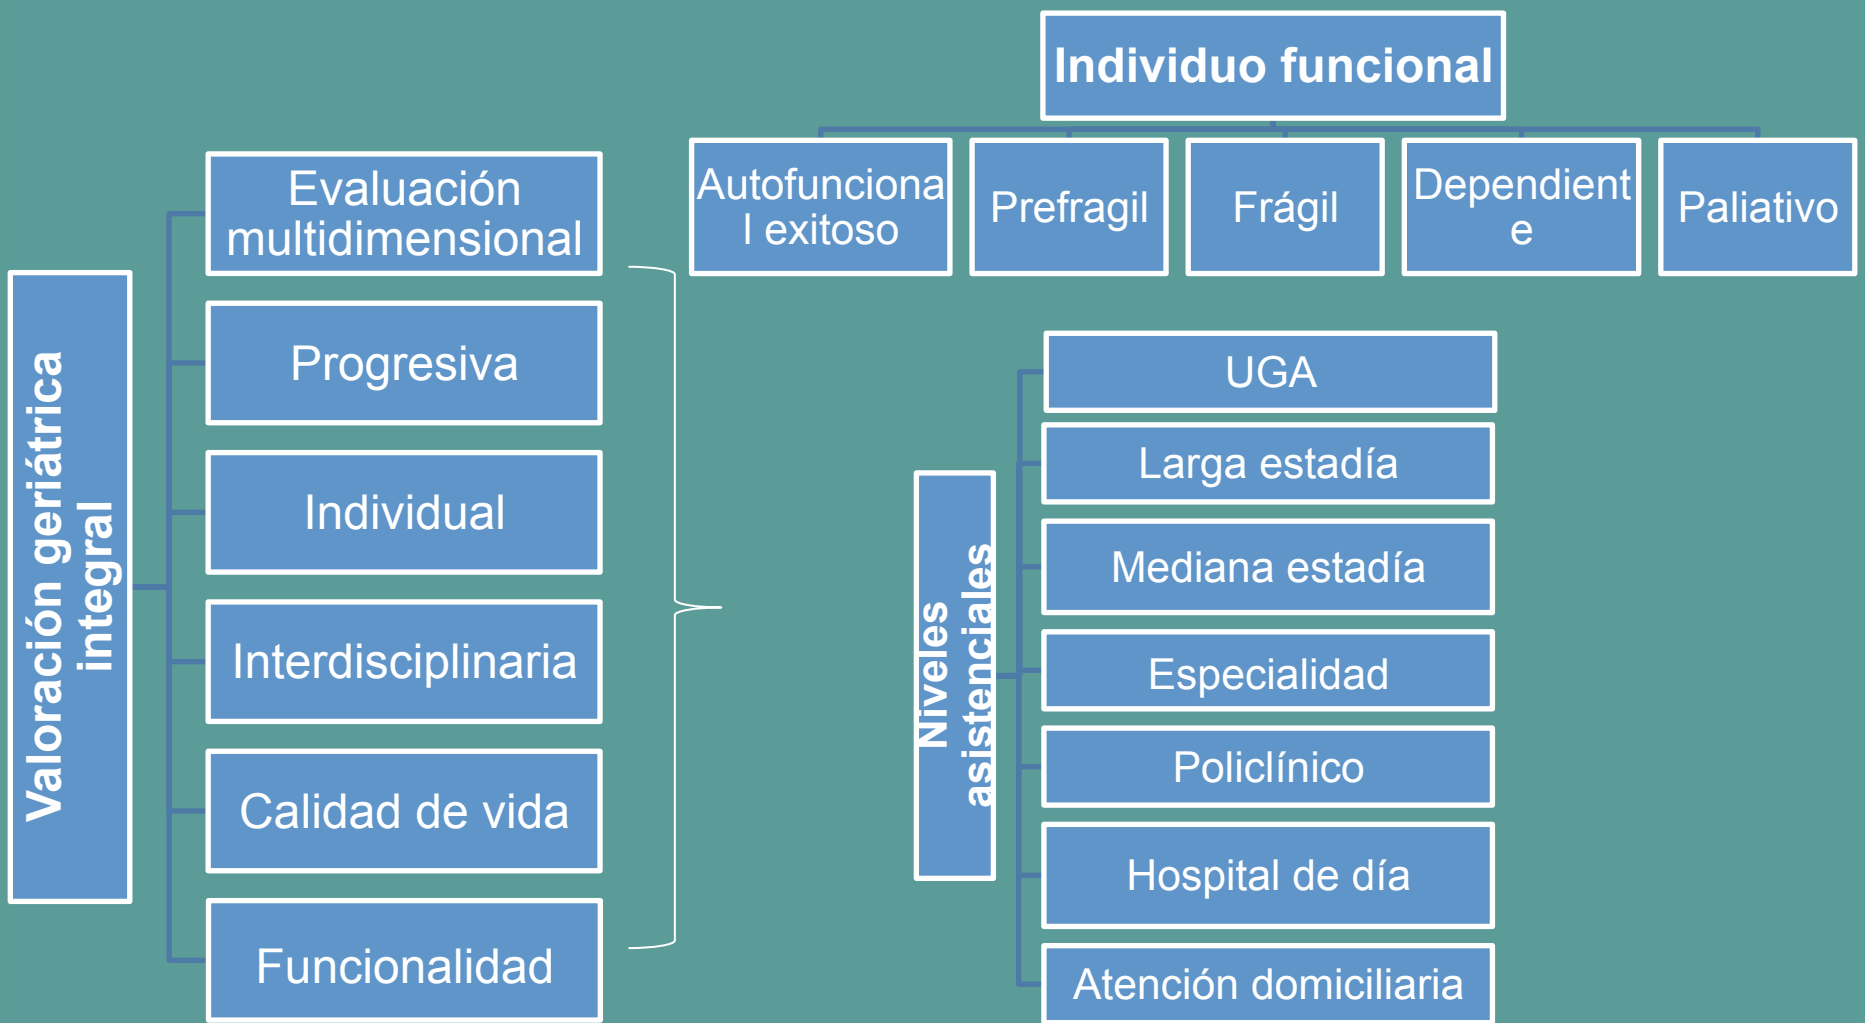 Valoración geriátrica
integral
Evaluación
multidimensional
Progresiva
Individual
Interdisciplinaria
Calidad de vida
Funcionalidad
Individuo funcional
Autofunciona
l exitoso
Prefragil
Frágil
Dependient
e
Paliativo
Niveles
asistenciales
UGA
Larga estadía
Mediana estadía
Especialidad
Policlínico
Hospital de día
Atención domiciliaria